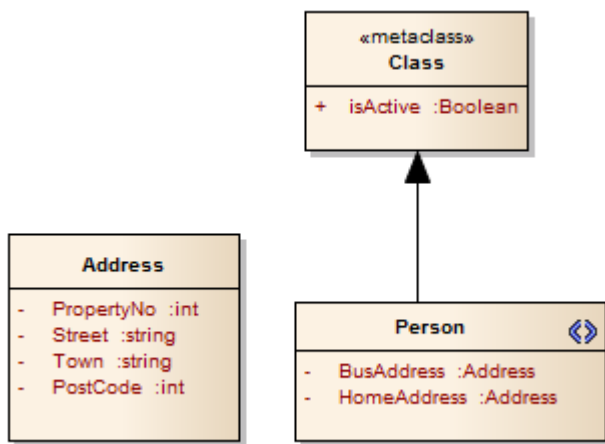 «metaclass»
Class
+ isActive :Boolean
Address
- PropertyNo :int
- Street :string
- Town :string
- PostCode :int
Person
- BusAddress :Address
- HomeAddress :Address